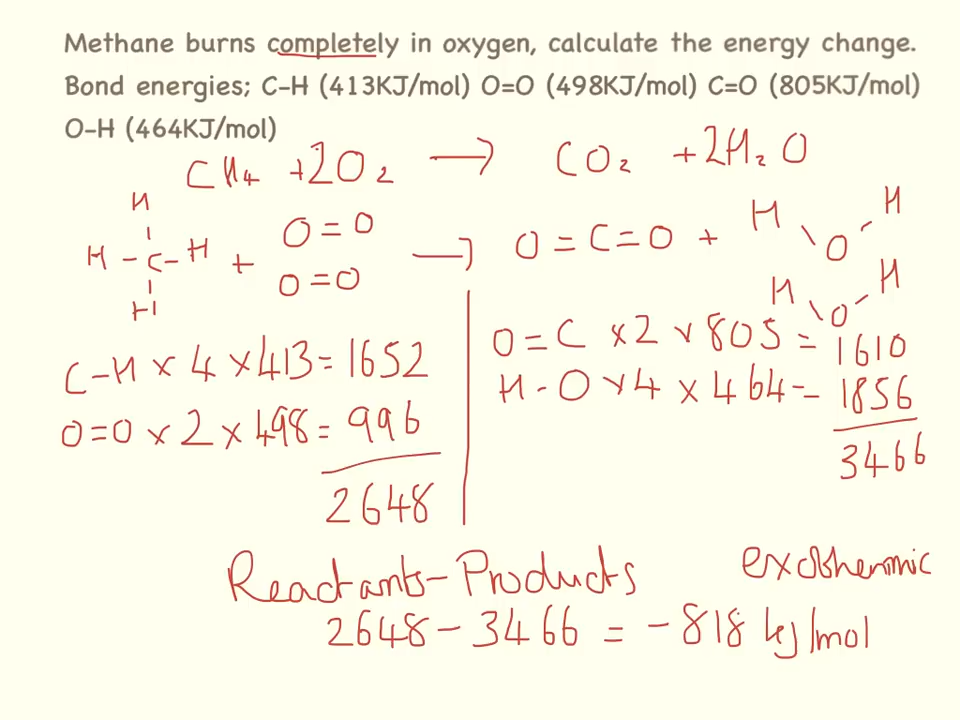 Methane burns completely in oxygen, calculate the energy change.
Bond energies; C-H (413KJ/mol) O=O (498KJ/mol) C=O (805KJ/mol)
O-H (464KJ/mol)
CH₄ + 2O₂ → CO₂ + 2H₂O
H
H - C - H + O=O → O=C=O + H \ O / H
O=O
H
H \ O / H
C-H × 4 × 413 = 1652
O=O × 2 × 498 = 996
2648
O=C × 2 × 805 = 1610
H-O × 4 × 464 = 1856
3466
Reactants - Products
exothermic
2648 - 3466 = -818 kj/mol